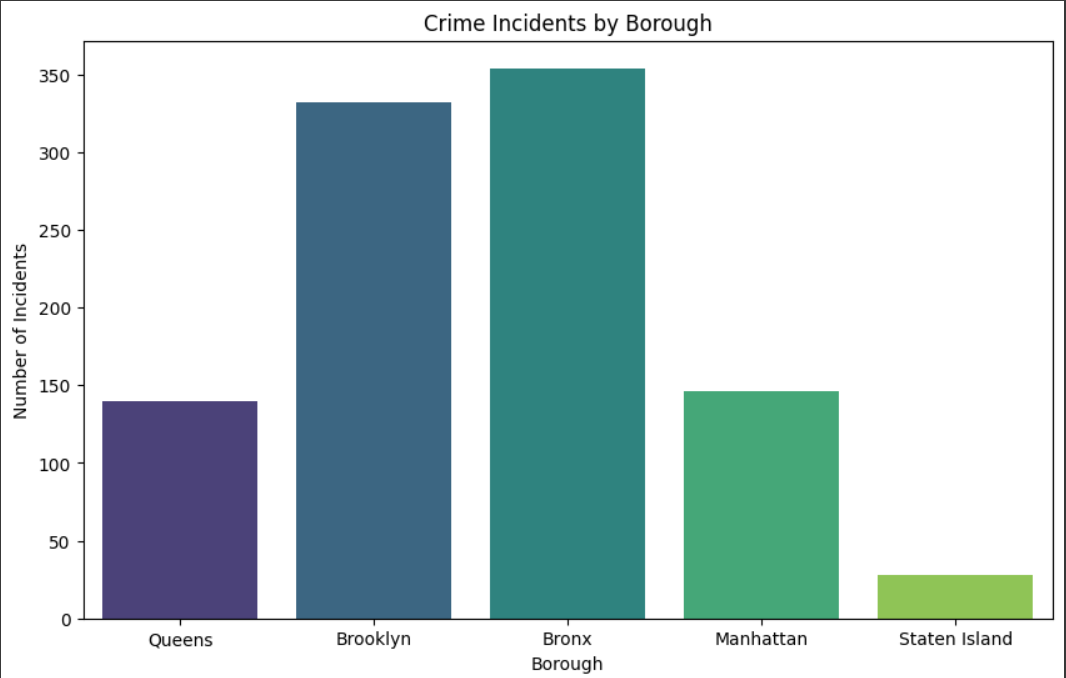 Crime Incidents by Borough
Number of Incidents
350
300
250
200
150
100
50
0
Queens Brooklyn Bronx Manhattan Staten Island
Borough